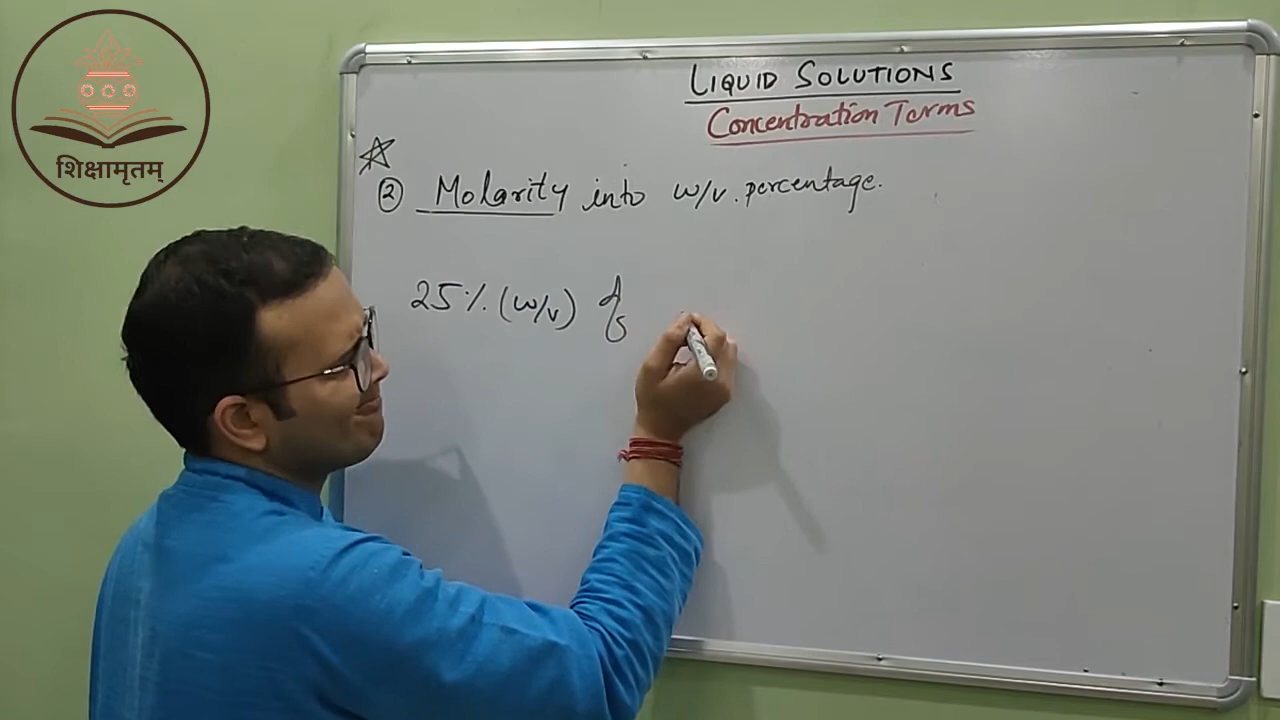 शिक्षामृतम्
LIQUID SOLUTIONS
Concentration Terms
② Molarity into w/v. percentage.
25%. (w/v) of